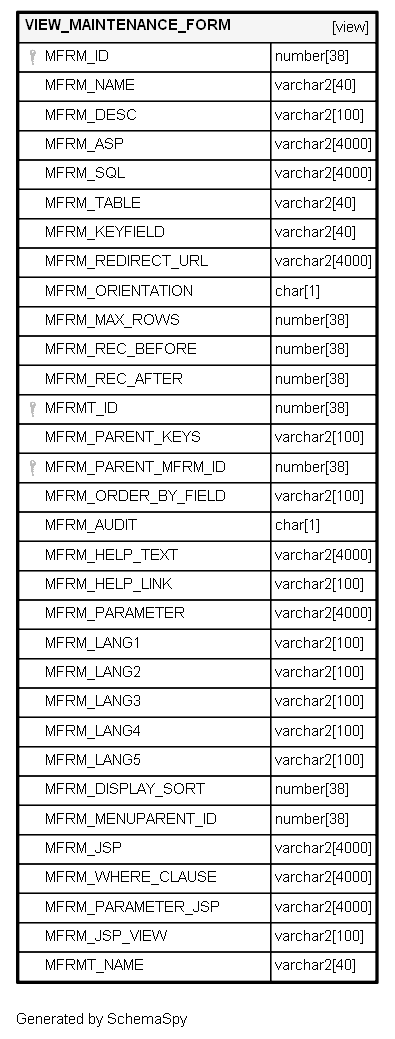 VIEW_MAINTENANCE_FORM [view]
MFRM_ID number[38]
MFRM_NAME varchar2[40]
MFRM_DESC varchar2[100]
MFRM_ASP varchar2[4000]
MFRM_SQL varchar2[4000]
MFRM_TABLE varchar2[40]
MFRM_KEYFIELD varchar2[40]
MFRM_REDIRECT_URL varchar2[4000]
MFRM_ORIENTATION char[1]
MFRM_MAX_ROWS number[38]
MFRM_REC_BEFORE number[38]
MFRM_REC_AFTER number[38]
MFRMT_ID number[38]
MFRM_PARENT_KEYS varchar2[100]
MFRM_PARENT_MFRM_ID number[38]
MFRM_ORDER_BY_FIELD varchar2[100]
MFRM_AUDIT char[1]
MFRM_HELP_TEXT varchar2[4000]
MFRM_HELP_LINK varchar2[100]
MFRM_PARAMETER varchar2[4000]
MFRM_LANG1 varchar2[100]
MFRM_LANG2 varchar2[100]
MFRM_LANG3 varchar2[100]
MFRM_LANG4 varchar2[100]
MFRM_LANG5 varchar2[100]
MFRM_DISPLAY_SORT number[38]
MFRM_MENUPARENT_ID number[38]
MFRM_JSP varchar2[4000]
MFRM_WHERE_CLAUSE varchar2[4000]
MFRM_PARAMETER_JSP varchar2[4000]
MFRM_JSP_VIEW varchar2[100]
MFRMT_NAME varchar2[40]
Generated by SchemaSpy